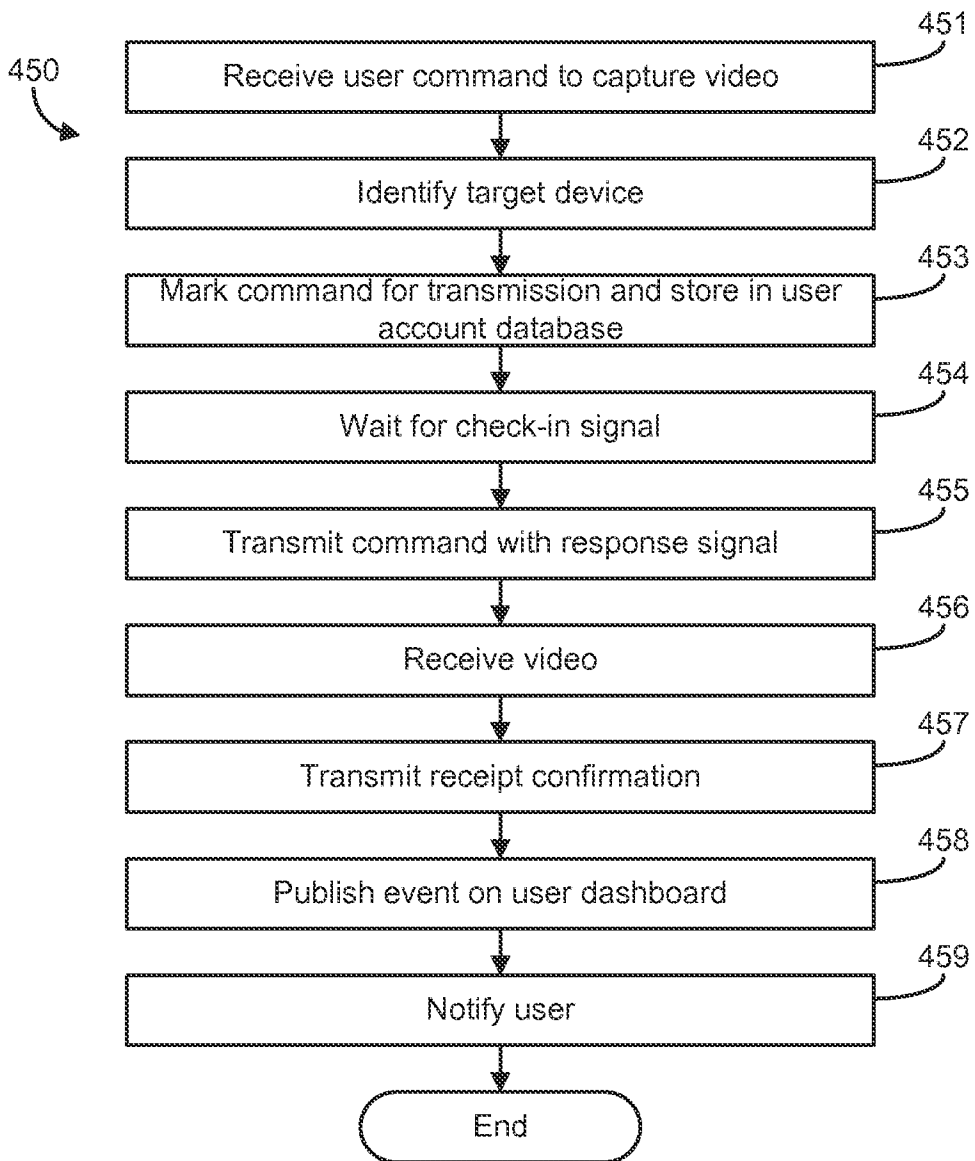 451
450
Receive user command to capture video
452
Identify target device
453
Mark command for transmission and store in user
account database
454
Wait for check-in signal
455
Transmit command with response signal
456
Receive video
457
Transmit receipt confirmation
458
Publish event on user dashboard
459
Notify user
End